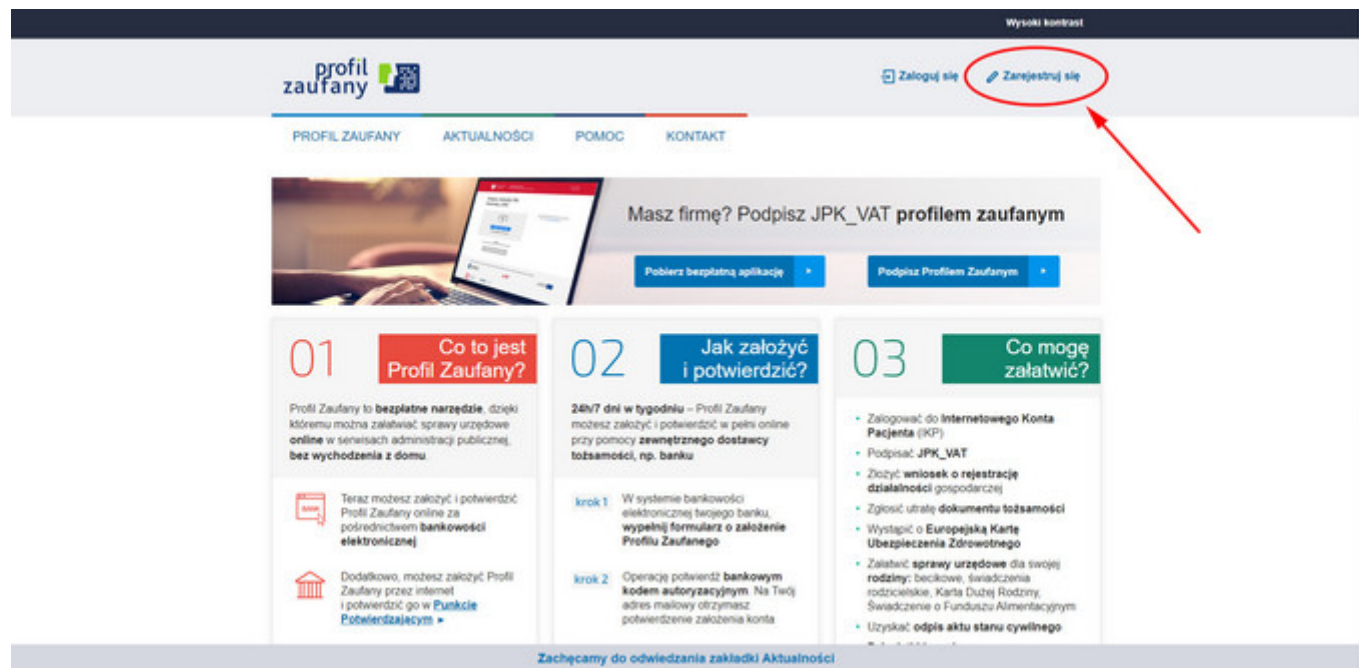 Wysoki kontrast
profil
zaufany
Zaloguj się
Zarejestruj się
PROFIL ZAUFANY
AKTUALNOŚCI
POMOC
KONTAKT
Masz firmę? Podpisz JPK_VAT profilem zaufanym
Pobierz bezpłatną aplikację
Podpisz Profilem Zaufanym
01
Co to jest
Profil Zaufany?
Profil Zaufany to bezpłatne narzędzie, dzięki
któremu można załatwiać sprawy urzędowe
online w serwisach administracji publicznej,
bez wychodzenia z domu.
Teraz możesz założyć i potwierdzić
Profil Zaufany online za
pośrednictwem bankowości
elektronicznej
Dodatkowo, możesz założyć Profil
Zaufany przez internet
i potwierdzić go w Punkcie
Potwierdzającym ▸
02
Jak założyć
i potwierdzić?
24h/7 dni w tygodniu – Profil Zaufany
możesz założyć i potwierdzić w pełni online
przy pomocy zewnętrznego dostawcy
tożsamości, np. banku
krok 1
W systemie bankowości
elektronicznej twojego banku,
wypełnij formularz o założenie
Profilu Zaufanego
krok 2
Operację potwierdź bankowym
kodem autoryzacyjnym. Na Twój
adres mailowy otrzymasz
potwierdzenie założenia konta
03
Co mogę
załatwić?
Zalogować do Internetowego Konta
Pacjenta (IKP)
Podpisać JPK_VAT
Złożyć wniosek o rejestrację
działalności gospodarczej
Zgłosić utratę dokumentu tożsamości
Wystąpić o Europejską Kartę
Ubezpieczenia Zdrowotnego
Załatwić sprawy urzędowe dla swojej
rodziny: becikowe, świadczenia
rodzicielskie, Karta Dużej Rodziny,
Świadczenie o Funduszu Alimentacyjnym
Uzyskać odpis aktu stanu cywilnego
Zachęcamy do odwiedzania zakładki Aktualności